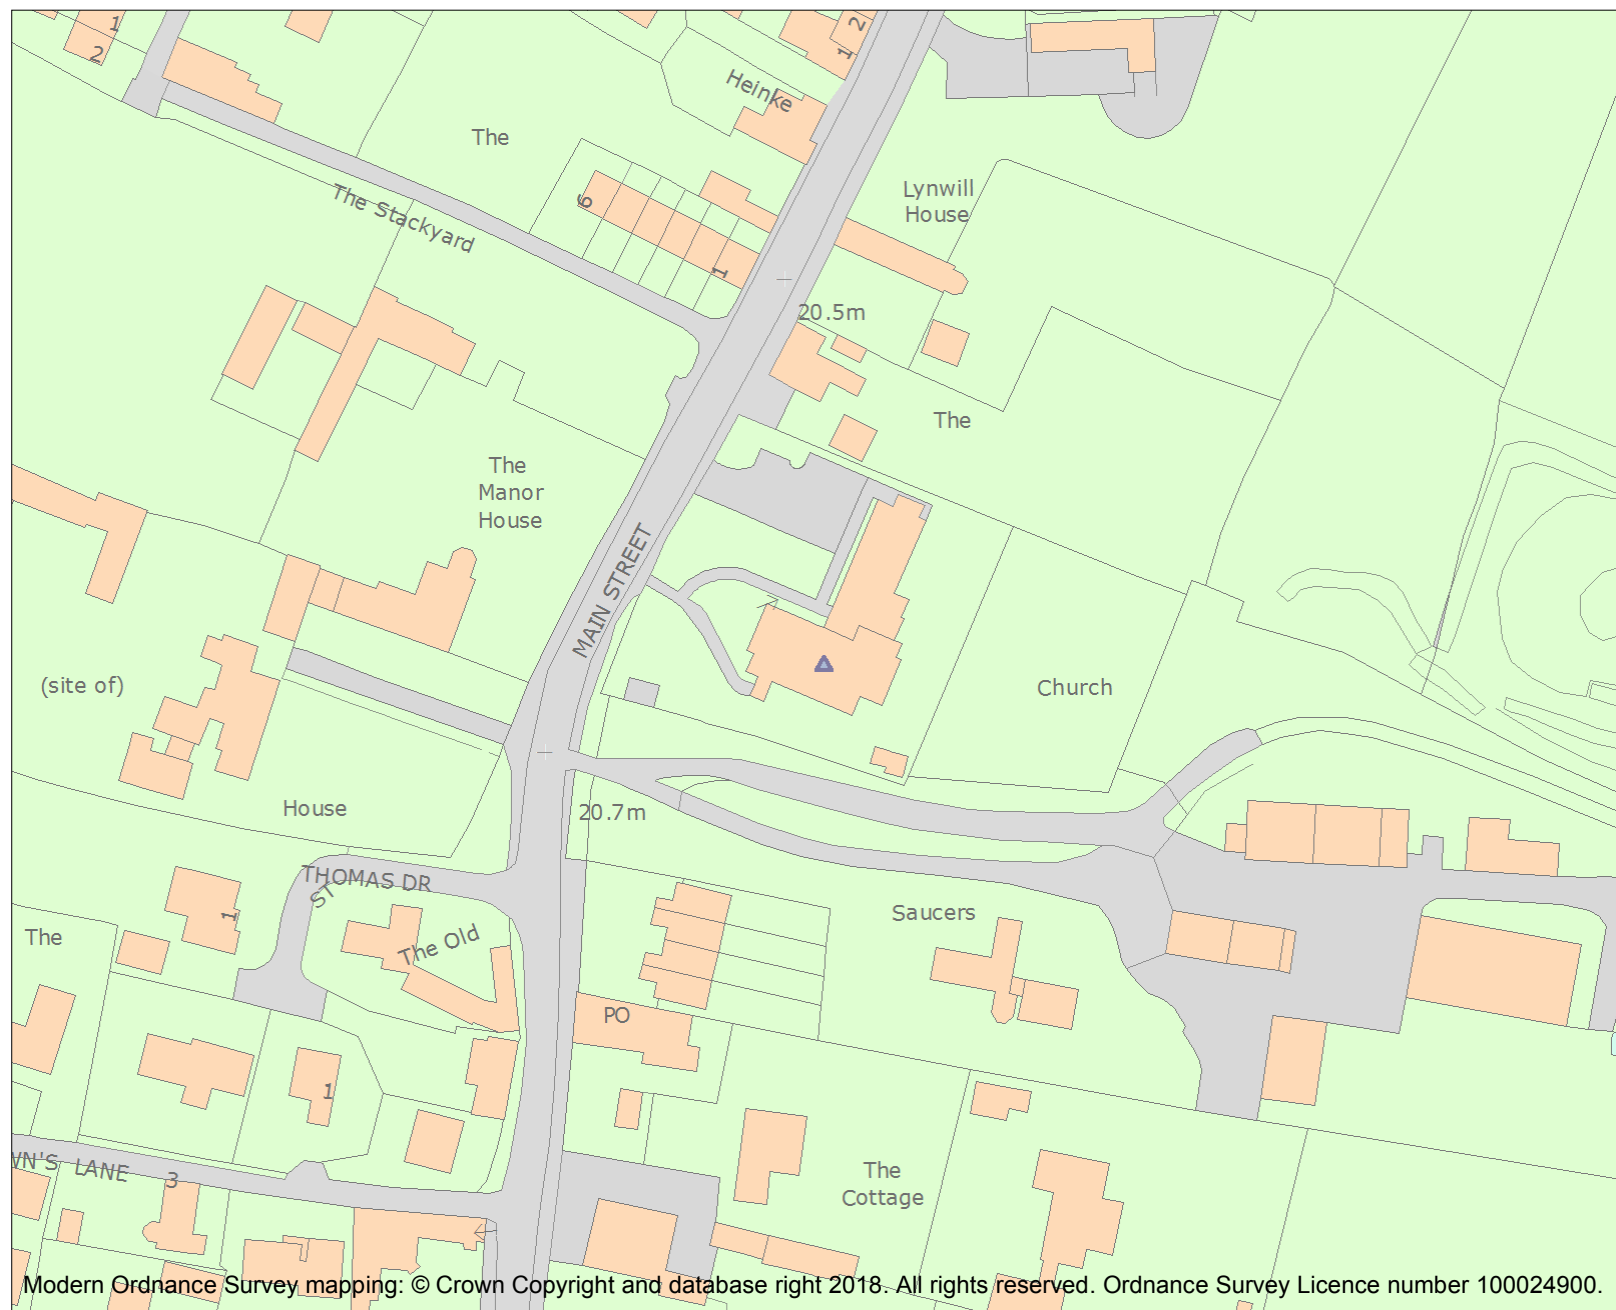 1
2
2
1
Heinke
The
Lynwill
House
The Stackyard
6
1
20.5m
The
The
Manor
House
MAIN STREET
(site of)
Church
House
20.7m
THOMAS DR
ST
1
The
The Old
Saucers
PO
1
WN'S LANE
3
The
Cottage
Modern Ordnance Survey mapping: © Crown Copyright and database right 2018. All rights reserved. Ordnance Survey Licence number 100024900.